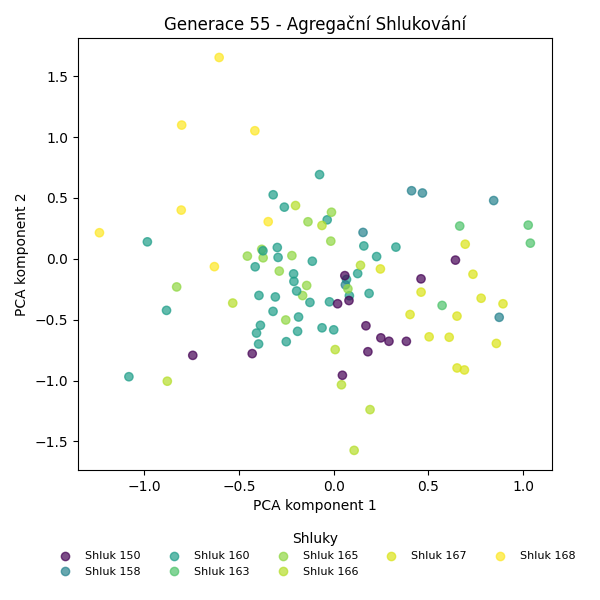 Generace 55 - Agregační Shlukování
PCA komponent 2
1.5
1.0
0.5
0.0
−0.5
−1.0
−1.5
−1.0 −0.5 0.0 0.5 1.0
PCA komponent 1
Shluky
Shluk 150 Shluk 160 Shluk 165 Shluk 167 Shluk 168
Shluk 158 Shluk 163 Shluk 166